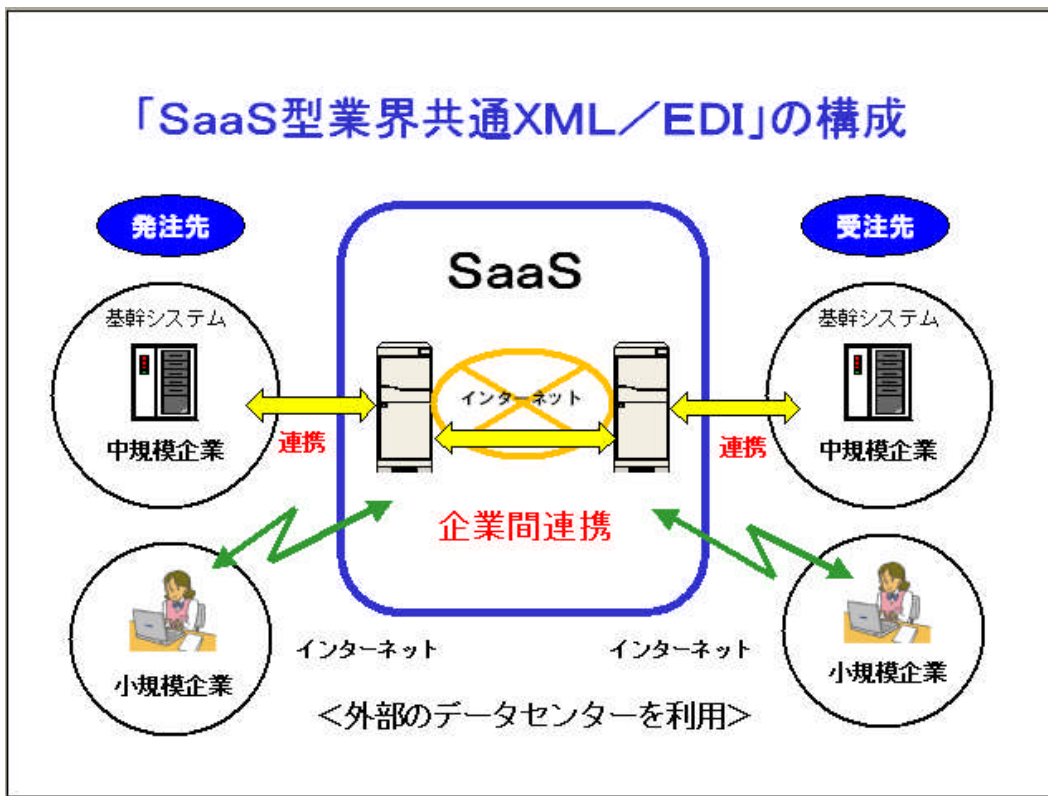 「SaaS型業界共通XML／EDI」の構成
発注先
受注先
SaaS
基幹システム
基幹システム
インターネット
連携
連携
中規模企業
中規模企業
企業間連携
インターネット
インターネット
小規模企業
小規模企業
＜外部のデータセンターを利用＞